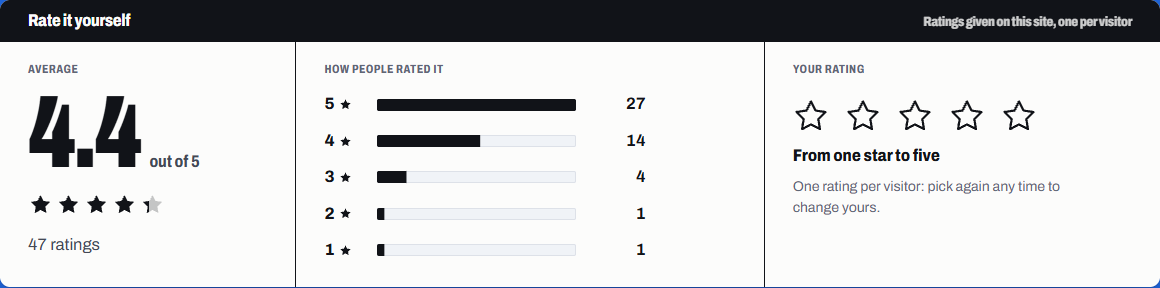 Rate it yourself
Ratings given on this site, one per visitor
AVERAGE
4.4 out of 5
47 ratings
HOW PEOPLE RATED IT
5 ★ 27
4 ★ 14
3 ★ 4
2 ★ 1
1 ★ 1
YOUR RATING
From one star to five
One rating per visitor: pick again any time to
change yours.